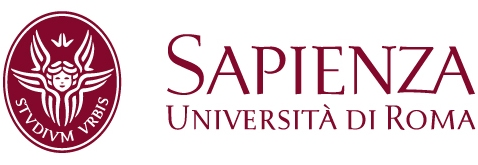 STVDIVM VRBIS
SAPIENZA
UNIVERSITÀ DI ROMA